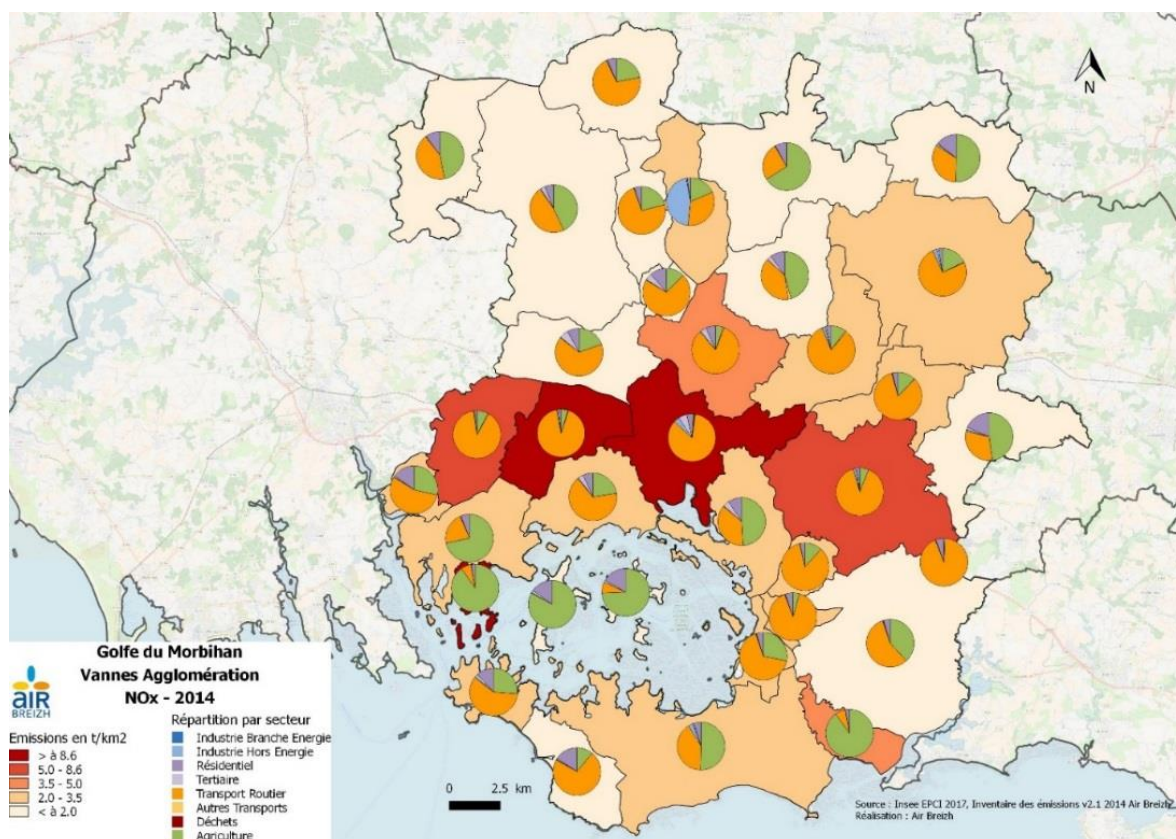 N
Golfe du Morbihan
Vannes Agglomération
NOx - 2014
aiR
BREIZH
Emissions en t/km2
> à 8.6
5.0 - 8.6
3.5 - 5.0
2.0 - 3.5
< à 2.0
Répartition par secteur
Industrie Branche Energie
Industrie Hors Energie
Résidentiel
Tertiaire
Transport Routier
Autres Transports
Déchets
Agriculture
0 2.5 km
Source : Insee EPCI 2017, Inventaire des émissions v2.1 2014 Air Breizh
Réalisation : Air Breizh